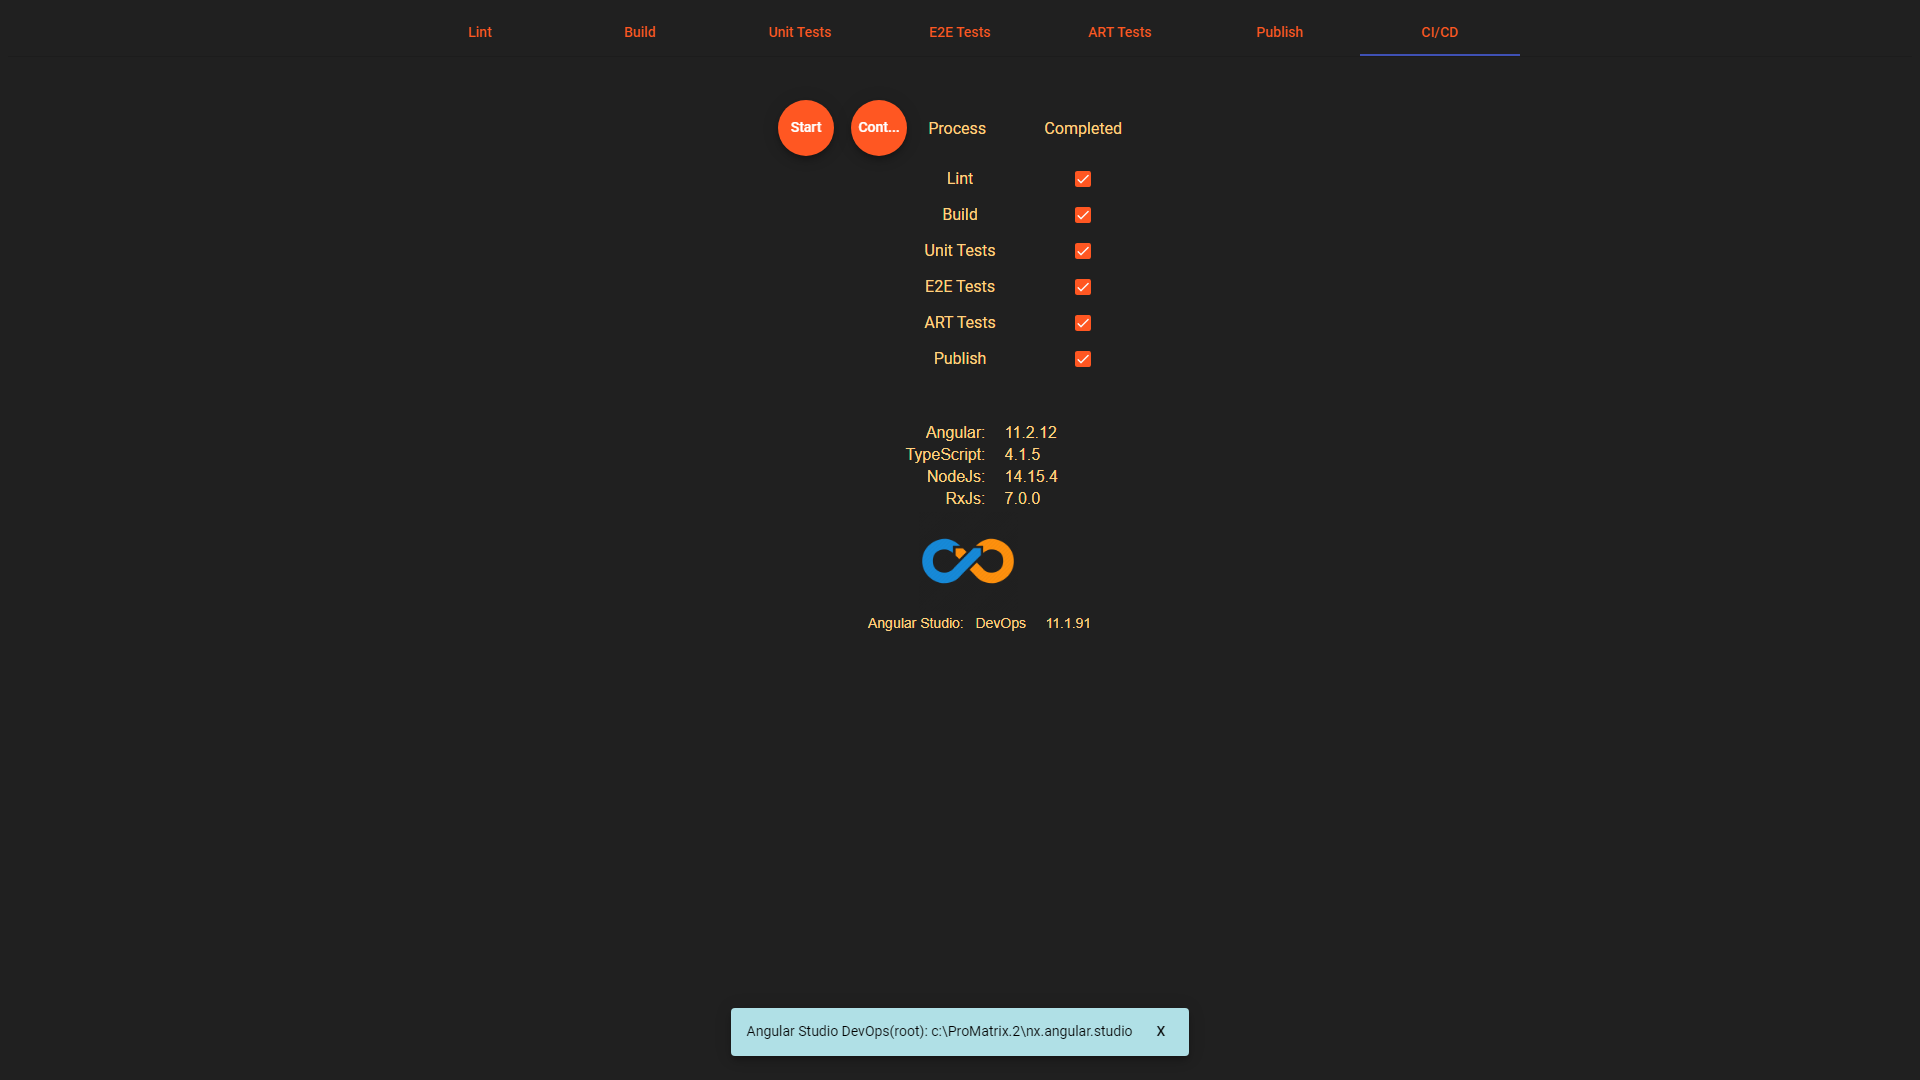 Lint Build Unit Tests E2E Tests ART Tests Publish CI/CD
Start Cont... Process Completed
Lint
Build
Unit Tests
E2E Tests
ART Tests
Publish
Angular: 11.2.12
TypeScript: 4.1.5
NodeJs: 14.15.4
RxJs: 7.0.0
Angular Studio: DevOps 11.1.91
Angular Studio DevOps(root): c:\ProMatrix.2\nx.angular.studio X